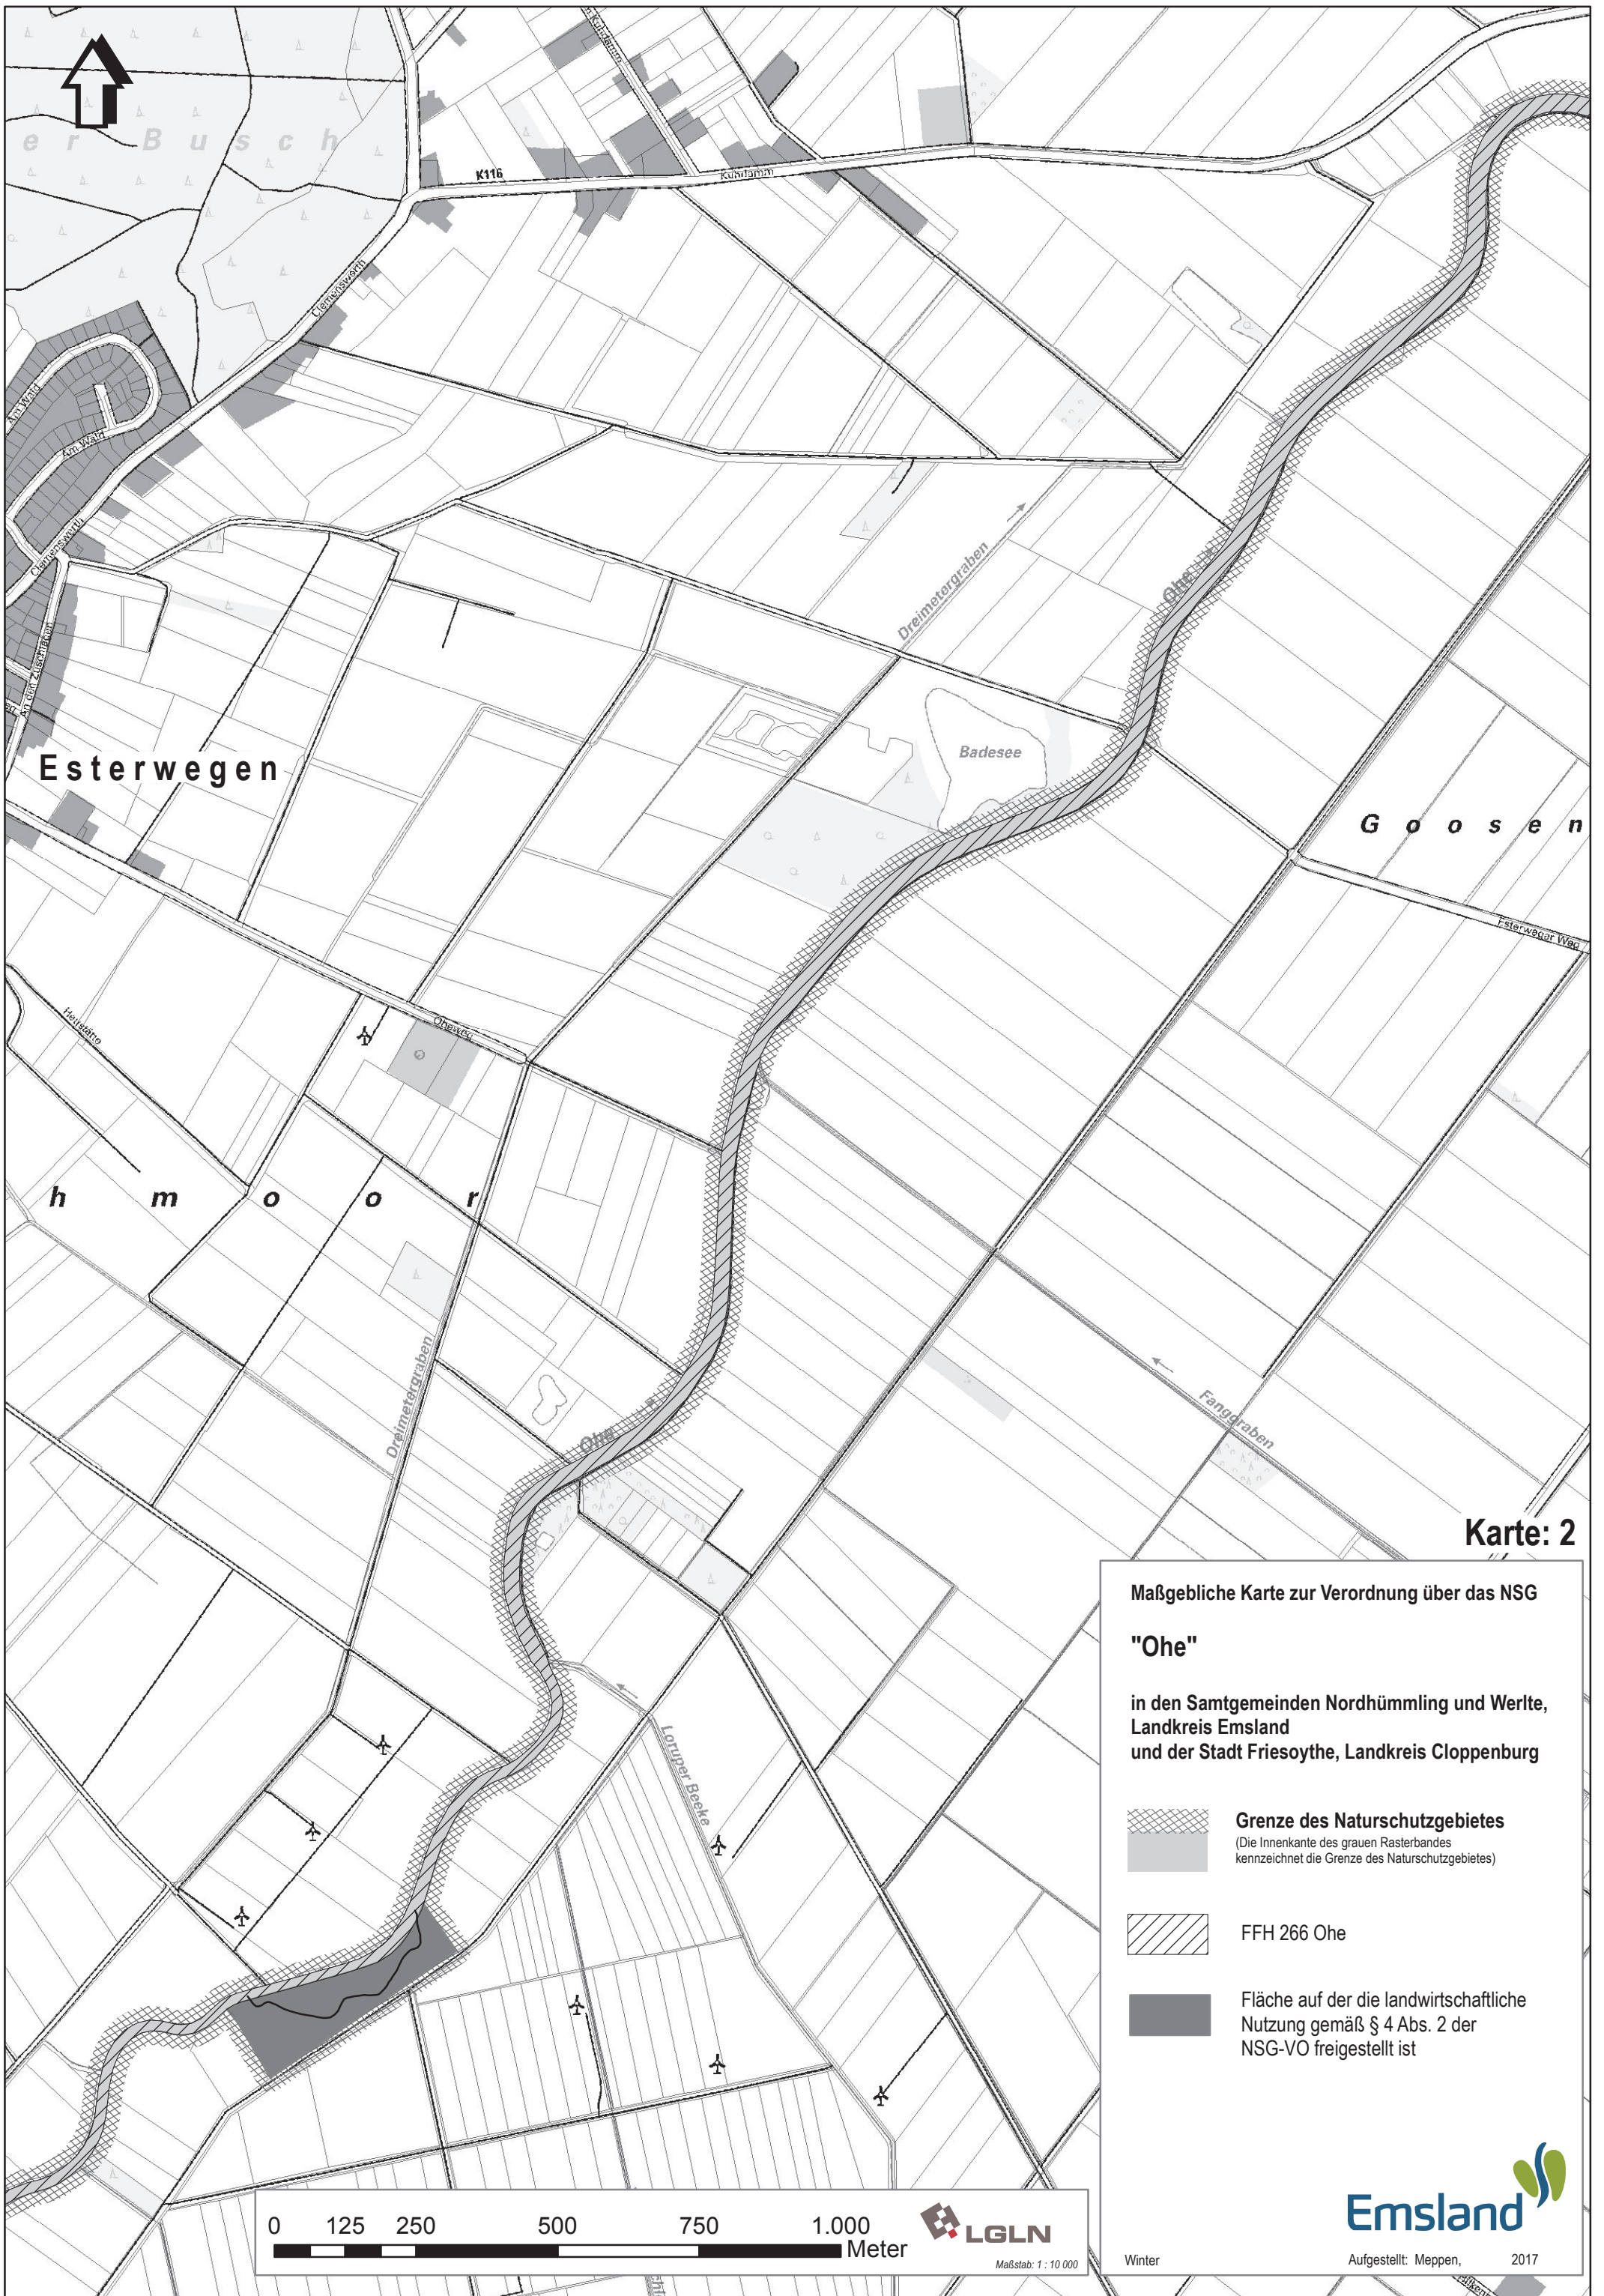 er Busch
K116
Kuhdamm
Clemenswerth
Am Wald
Am Wald
Clemenswerth
An den Zuschlägen
Esterwegen
Dreimetergraben
Ohe
Badesee
Goosen
Esterweger Weg
Oheweg
Heustätte
hmoor
Dreimetergraben
Ohe
Fanggraben
Loruper Beeke
Karte: 2
Maßgebliche Karte zur Verordnung über das NSG
"Ohe"
in den Samtgemeinden Nordhümmling und Werlte,
Landkreis Emsland
und der Stadt Friesoythe, Landkreis Cloppenburg
Grenze des Naturschutzgebietes
(Die Innenkante des grauen Rasterbandes
kennzeichnet die Grenze des Naturschutzgebietes)
FFH 266 Ohe
Fläche auf der die landwirtschaftliche
Nutzung gemäß § 4 Abs. 2 der
NSG-VO freigestellt ist
Emsland
Winter Aufgestellt: Meppen, 2017
0 125 250 500 750 1.000
Meter
LGLN
Maßstab: 1 : 10 000